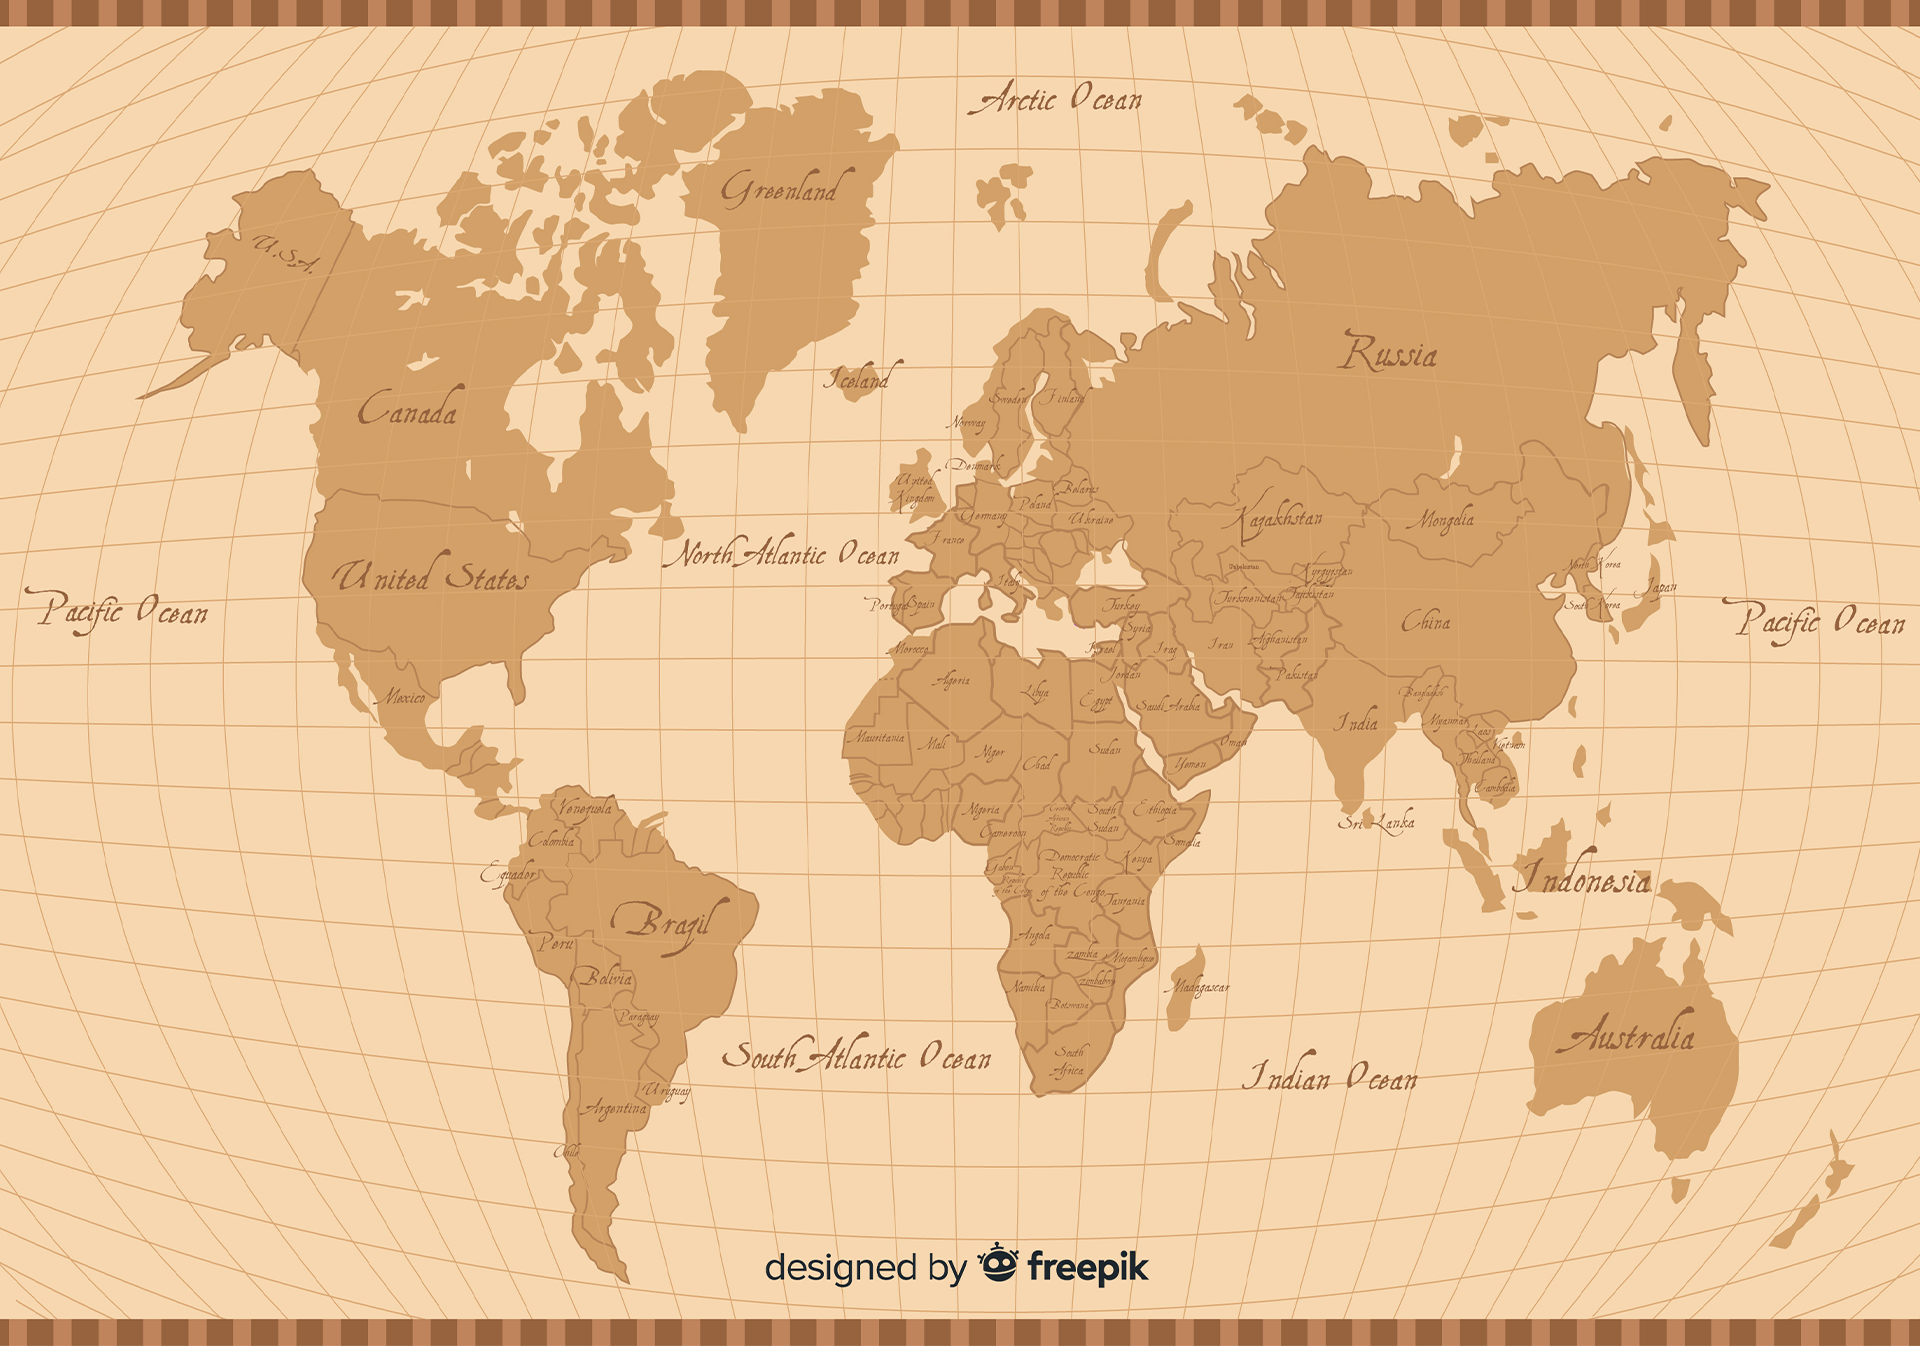 Arctic Ocean
Greenland
U.S.A.
Russia
Iceland
Canada
Sweden
Finland
Norway
Denmark
United
Kingdom
Belarus
Poland
Germany
Ukraine
Kazakhstan
Mongolia
France
North Atlantic Ocean
United States
Uzbekistan
Kyrgyzstan
North Korea
Italy
Japan
Turkmenistan
Tajikistan
Portugal
Spain
Turkey
South Korea
Pacific Ocean
China
Pacific Ocean
Syria
Iran
Afghanistan
Morocco
Israel
Iraq
Jordan
Pakistan
Algeria
Libya
Egypt
Mexico
Saudi Arabia
Bangladesh
India
Myanmar
Laos
Vietnam
Mauritania
Mali
Niger
Sudan
Oman
Chad
Yemen
Thailand
Cambodia
Venezuela
Nigeria
Central
African
Republic
South
Sudan
Ethiopia
Sri Lanka
Cameroon
Colombia
Somalia
Democratic
Republic
of the Congo
Kenya
Gabon
Equador
Indonesia
Tanzania
Brazil
Angola
Peru
Zambia
Mozambique
Bolivia
Zimbabwe
Namibia
Madagascar
Botswana
Paraguay
Australia
South
Africa
South Atlantic Ocean
Indian Ocean
Uruguay
Argentina
Chile
designed by freepik